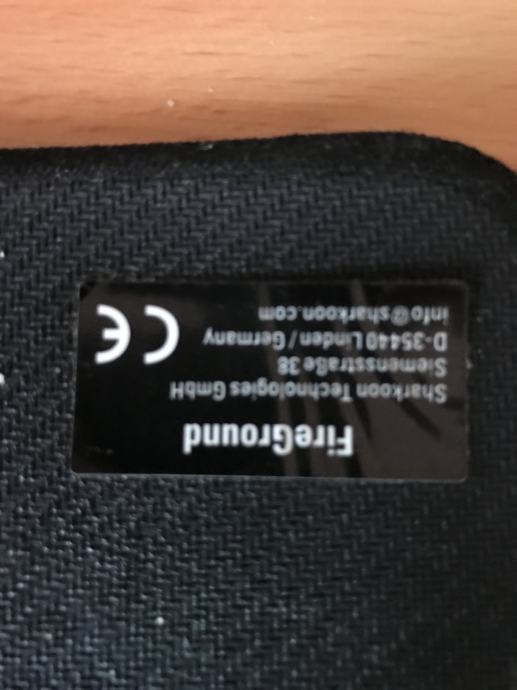 FireGround
Sharkoon Technologies GmbH
Siemensstraße 38
D-35440 Linden / Germany
info@sharkoon.com
CE